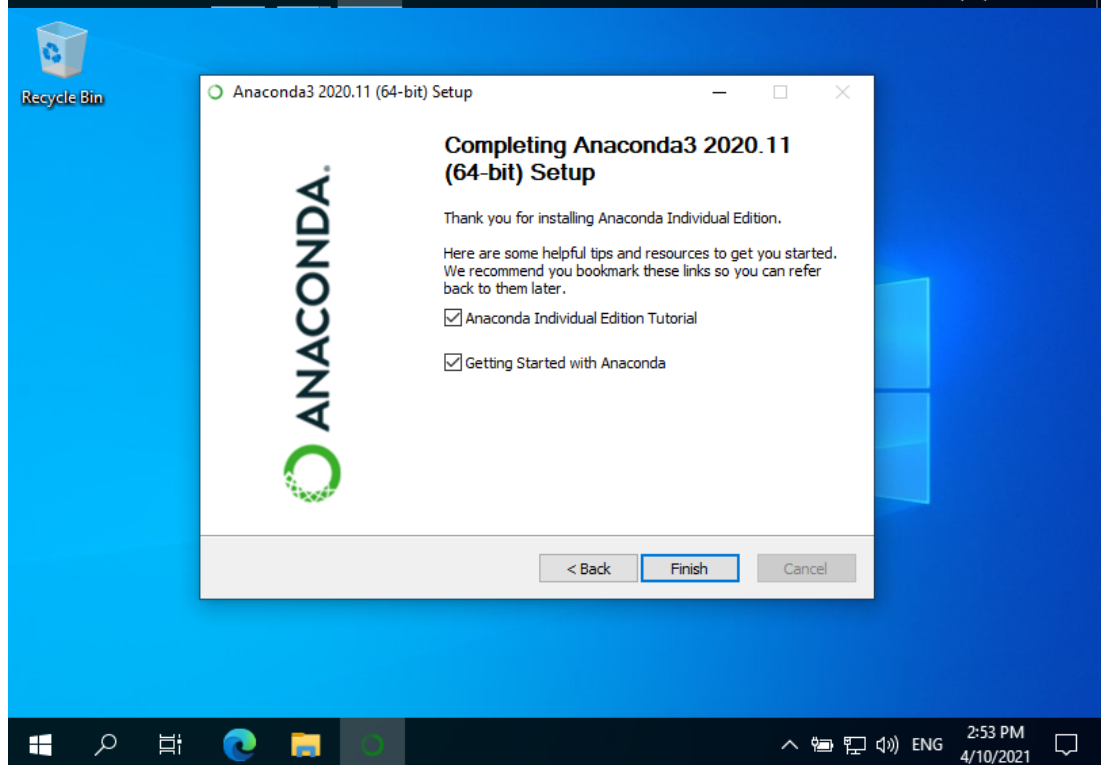 Recycle Bin
Anaconda3 2020.11 (64-bit) Setup
ANACONDA.
Completing Anaconda3 2020.11
(64-bit) Setup
Thank you for installing Anaconda Individual Edition.
Here are some helpful tips and resources to get you started.
We recommend you bookmark these links so you can refer
back to them later.
Anaconda Individual Edition Tutorial
Getting Started with Anaconda
< Back
Finish
Cancel
ENG
2:53 PM
4/10/2021